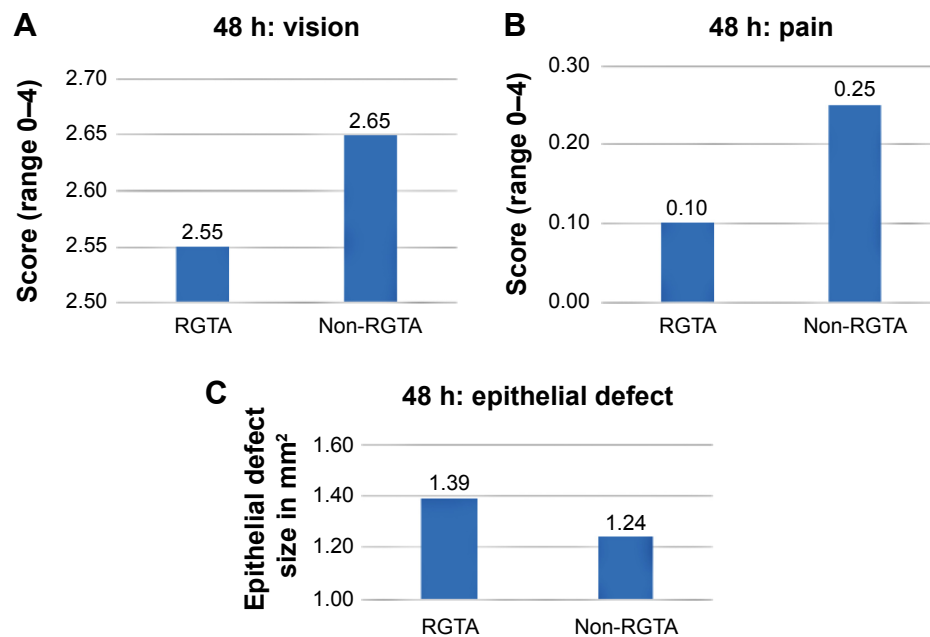 A
48 h: vision
Score (range 0–4)
2.70
2.65
2.60
2.55
2.50
2.55
2.65
RGTA
Non-RGTA
B
48 h: pain
Score (range 0–4)
0.30
0.20
0.10
0.00
0.10
0.25
RGTA
Non-RGTA
C
48 h: epithelial defect
Epithelial defect
size in mm²
1.60
1.40
1.20
1.00
1.39
1.24
RGTA
Non-RGTA